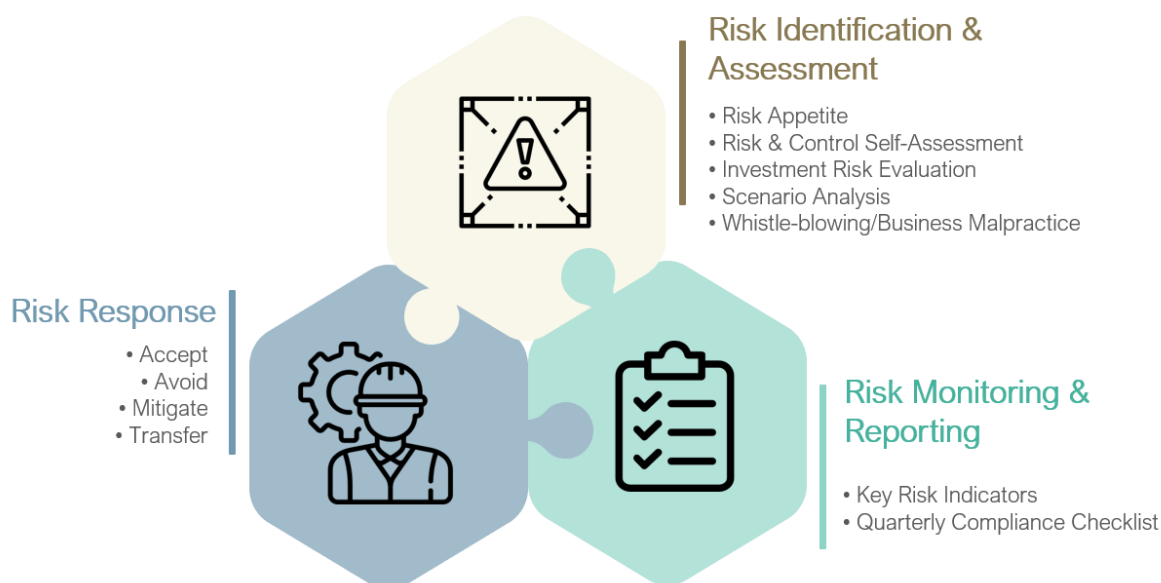 Risk Identification &
Assessment
• Risk Appetite
• Risk & Control Self-Assessment
• Investment Risk Evaluation
• Scenario Analysis
• Whistle-blowing/Business Malpractice
Risk Response
• Accept
• Avoid
• Mitigate
• Transfer
Risk Monitoring &
Reporting
• Key Risk Indicators
• Quarterly Compliance Checklist